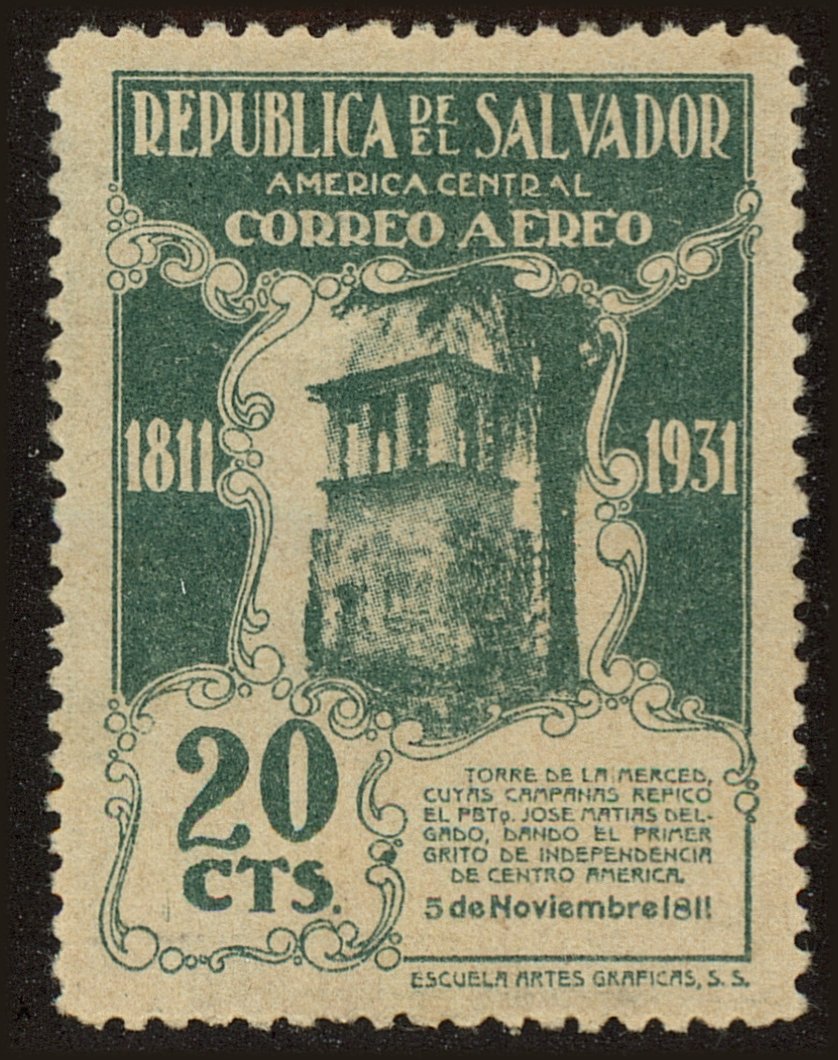 REPUBLICA DE EL SALVADOR
AMERICA CENTRAL
CORREO AEREO
1811
1931
20
CTS.
TORRE DE LA MERCED,
CUYAS CAMPANAS REPICO
EL PBTo. JOSE MATIAS DEL-
GADO, DANDO EL PRIMER
GRITO DE INDEPENDENCIA
DE CENTRO AMERICA.
5 de Noviembre 1811
ESCUELA ARTES GRAFICAS, S. S.